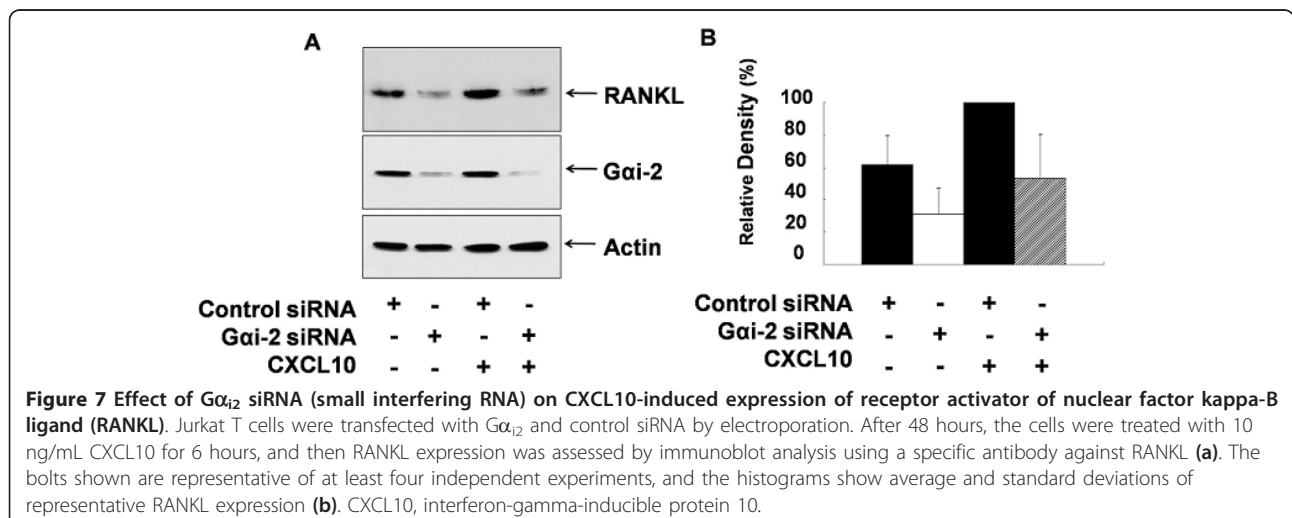 A
RANKL
Gαi-2
Actin
Control siRNA + - + -
Gαi-2 siRNA - + - +
CXCL10 - - + +
B
Relative Density (%)
100
80
60
40
20
0
Control siRNA + - + -
Gαi-2 siRNA - + - +
CXCL10 - - + +
Figure 7 Effect of Gαi2 siRNA (small interfering RNA) on CXCL10-induced expression of receptor activator of nuclear factor kappa-B
ligand (RANKL). Jurkat T cells were transfected with Gαi2 and control siRNA by electroporation. After 48 hours, the cells were treated with 10
ng/mL CXCL10 for 6 hours, and then RANKL expression was assessed by immunoblot analysis using a specific antibody against RANKL (a). The
bolts shown are representative of at least four independent experiments, and the histograms show average and standard deviations of
representative RANKL expression (b). CXCL10, interferon-gamma-inducible protein 10.